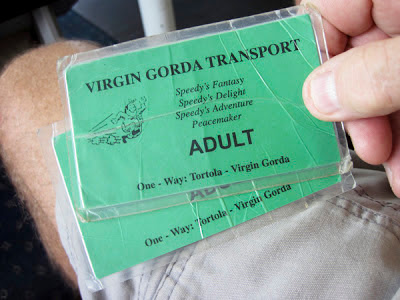 VIRGIN GORDA TRANSPORT
Speedy's Fantasy
Speedy's Delight
Speedy's Adventure
Peacemaker
ADULT
One - Way: Tortola - Virgin Gorda
One - Way: Tortola - Virgin Gorda